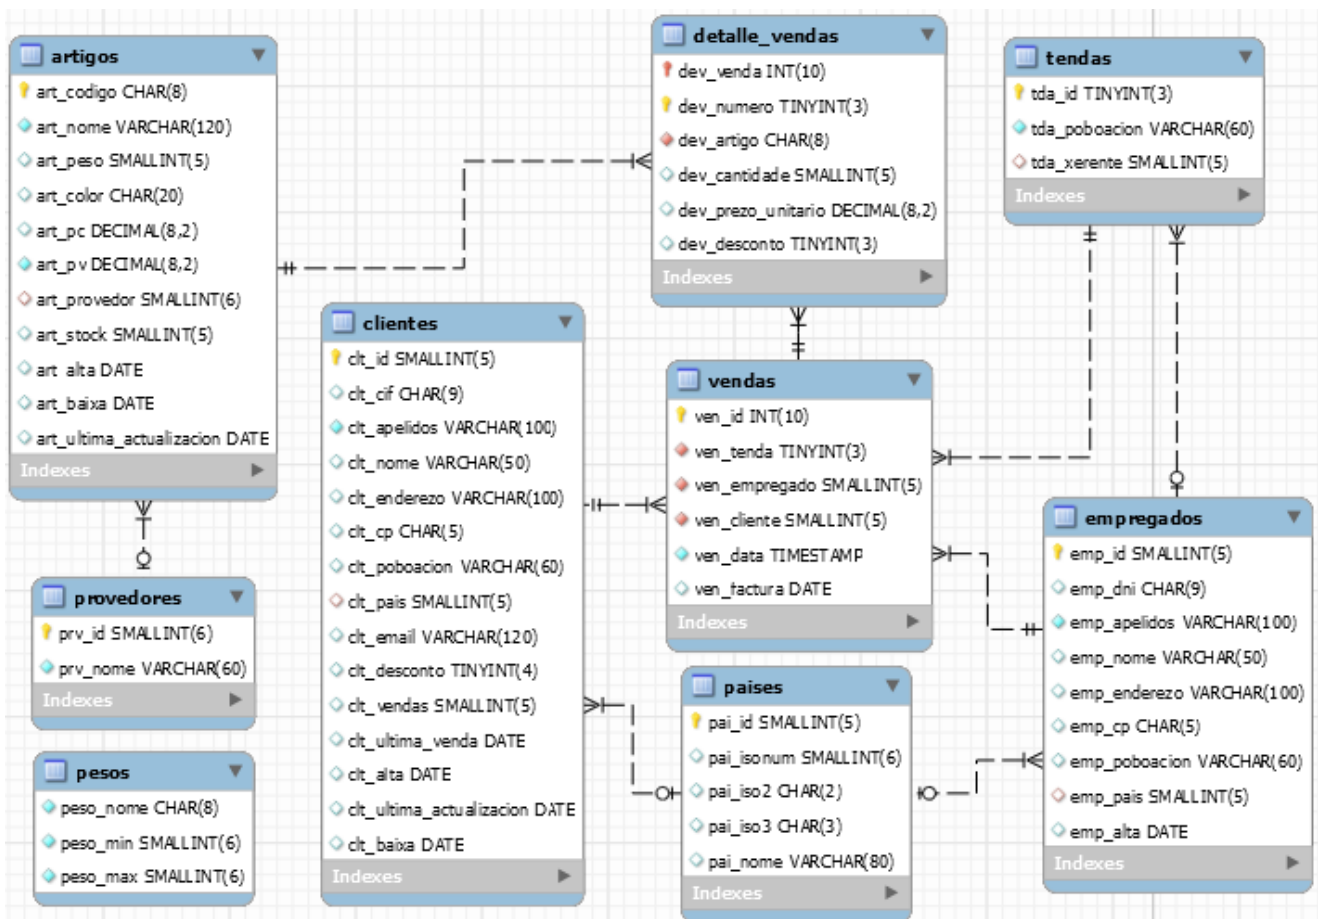 artigos
art_codigo CHAR(8)
art_nome VARCHAR(120)
art_peso SMALLINT(5)
art_color CHAR(20)
art_pc DECIMAL(8,2)
art_pv DECIMAL(8,2)
art_provedor SMALLINT(6)
art_stock SMALLINT(5)
art_alta DATE
art_baixa DATE
art_ultima_actualizacion DATE
Indexes
provedores
prv_id SMALLINT(6)
prv_nome VARCHAR(60)
Indexes
pesos
peso_nome CHAR(8)
peso_min SMALLINT(6)
peso_max SMALLINT(6)
clientes
clt_id SMALLINT(5)
clt_cif CHAR(9)
clt_apelidos VARCHAR(100)
clt_nome VARCHAR(50)
clt_enderezo VARCHAR(100)
clt_cp CHAR(5)
clt_poboacion VARCHAR(60)
clt_pais SMALLINT(5)
clt_email VARCHAR(120)
clt_desconto TINYINT(4)
clt_vendas SMALLINT(5)
clt_ultima_venda DATE
clt_alta DATE
clt_ultima_actualizacion DATE
clt_baixa DATE
Indexes
detalle_vendas
dev_venda INT(10)
dev_numero TINYINT(3)
dev_artigo CHAR(8)
dev_cantidade SMALLINT(5)
dev_prezo_unitario DECIMAL(8,2)
dev_desconto TINYINT(3)
Indexes
vendas
ven_id INT(10)
ven_tenda TINYINT(3)
ven_empregado SMALLINT(5)
ven_cliente SMALLINT(5)
ven_data TIMESTAMP
ven_factura DATE
Indexes
paises
pai_id SMALLINT(5)
pai_isonum SMALLINT(6)
pai_iso2 CHAR(2)
pai_iso3 CHAR(3)
pai_nome VARCHAR(80)
Indexes
tendas
tda_id TINYINT(3)
tda_poboacion VARCHAR(60)
tda_xerente SMALLINT(5)
Indexes
empregados
emp_id SMALLINT(5)
emp_dni CHAR(9)
emp_apelidos VARCHAR(100)
emp_nome VARCHAR(50)
emp_enderezo VARCHAR(100)
emp_cp CHAR(5)
emp_poboacion VARCHAR(60)
emp_pais SMALLINT(5)
emp_alta DATE
Indexes